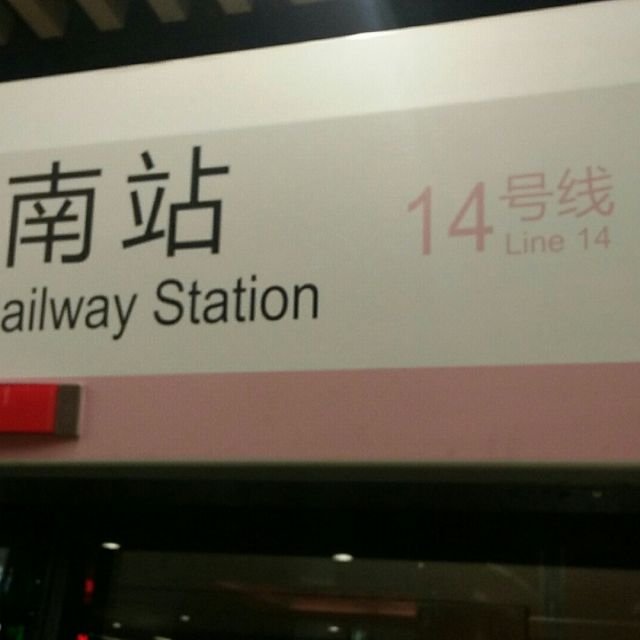 南站
ailway Station
14号线
Line 14